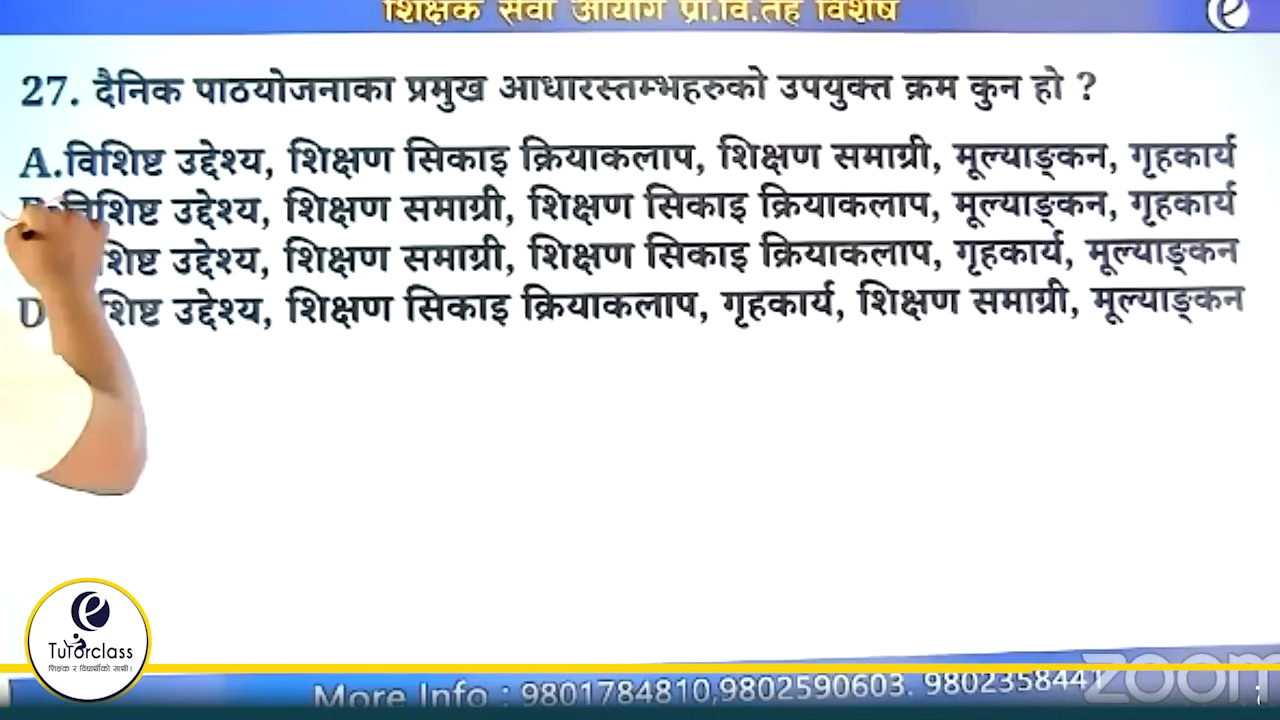 शिक्षक सेवा आयोग प्रा.वि.तह विशेष
27. दैनिक पाठयोजनाका प्रमुख आधारस्तम्भहरुको उपयुक्त क्रम कुन हो ?
A.विशिष्ट उद्देश्य, शिक्षण सिकाइ क्रियाकलाप, शिक्षण समाग्री, मूल्याङ्कन, गृहकार्य
उद्देश्य, शिक्षण समाग्री, शिक्षण सिकाइ क्रियाकलाप, मूल्याङ्कन, गृहकार्य
उद्देश्य, शिक्षण समाग्री, शिक्षण सिकाइ क्रियाकलाप, गृहकार्य, मूल्याङ्कन
D उद्देश्य, शिक्षण सिकाइ क्रियाकलाप, गृहकार्य, शिक्षण समाग्री, मूल्याङ्कन
e
Tutorclass
शिक्षक र विद्यार्थीको साथी।
More Info : 9801784810,9802590603. 9802358441
zoom